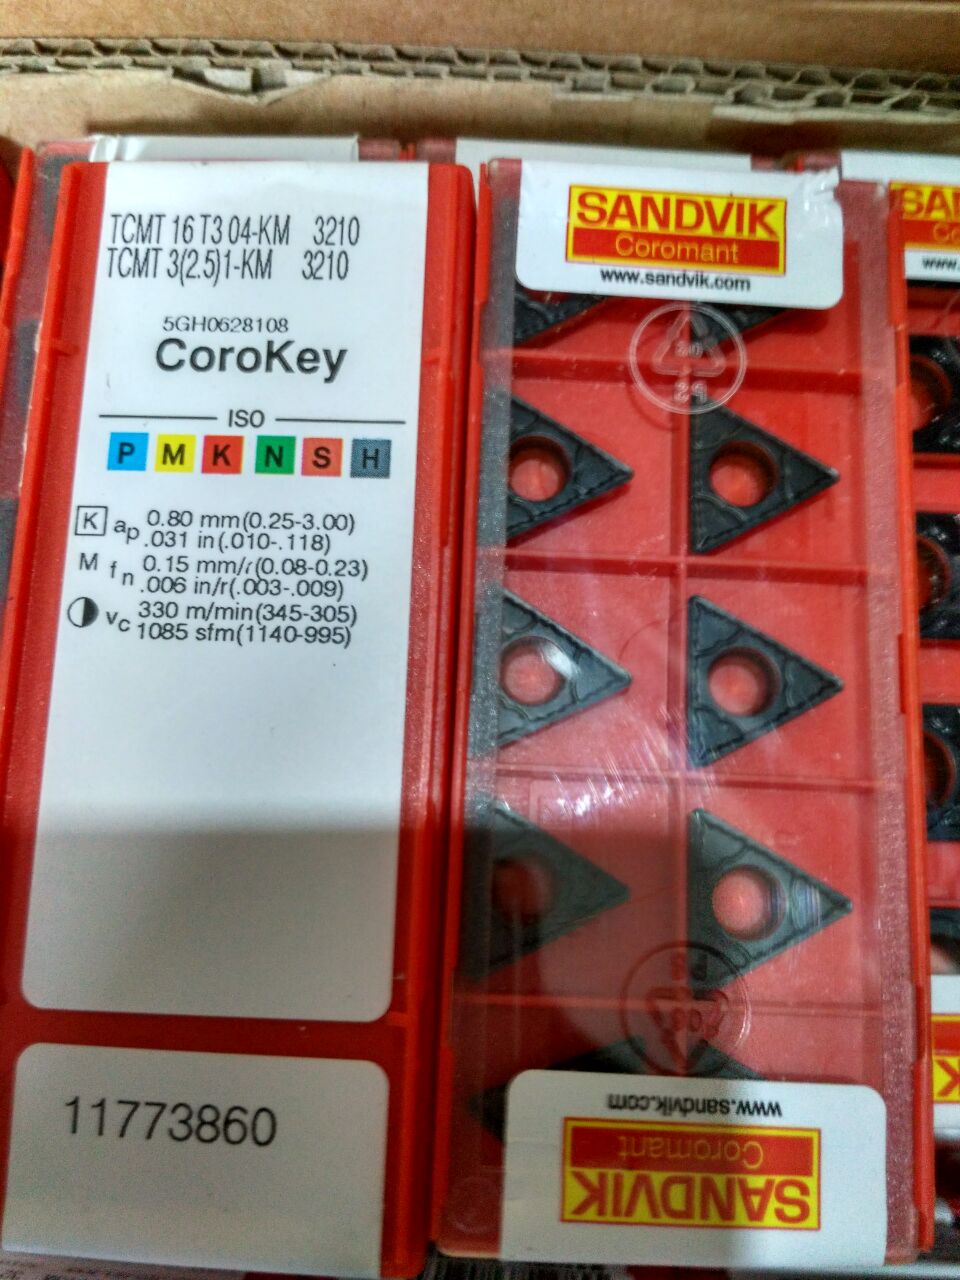 TCMT 16 T3 04-KM 3210
TCMT 3(2.5)1-KM 3210
5GH0628108
CoroKey
ISO
P M K N S H
K ap 0.80 mm(0.25-3.00)
.031 in(.010-.118)
M fn 0.15 mm/r(0.08-0.23)
.006 in/r(.003-.009)
vc 330 m/min(345-305)
1085 sfm(1140-995)
11773860
SANDVIK
Coromant
www.sandvik.com
www.sandvik.com
Coromant
SANDVIK
SAN
Co
www.